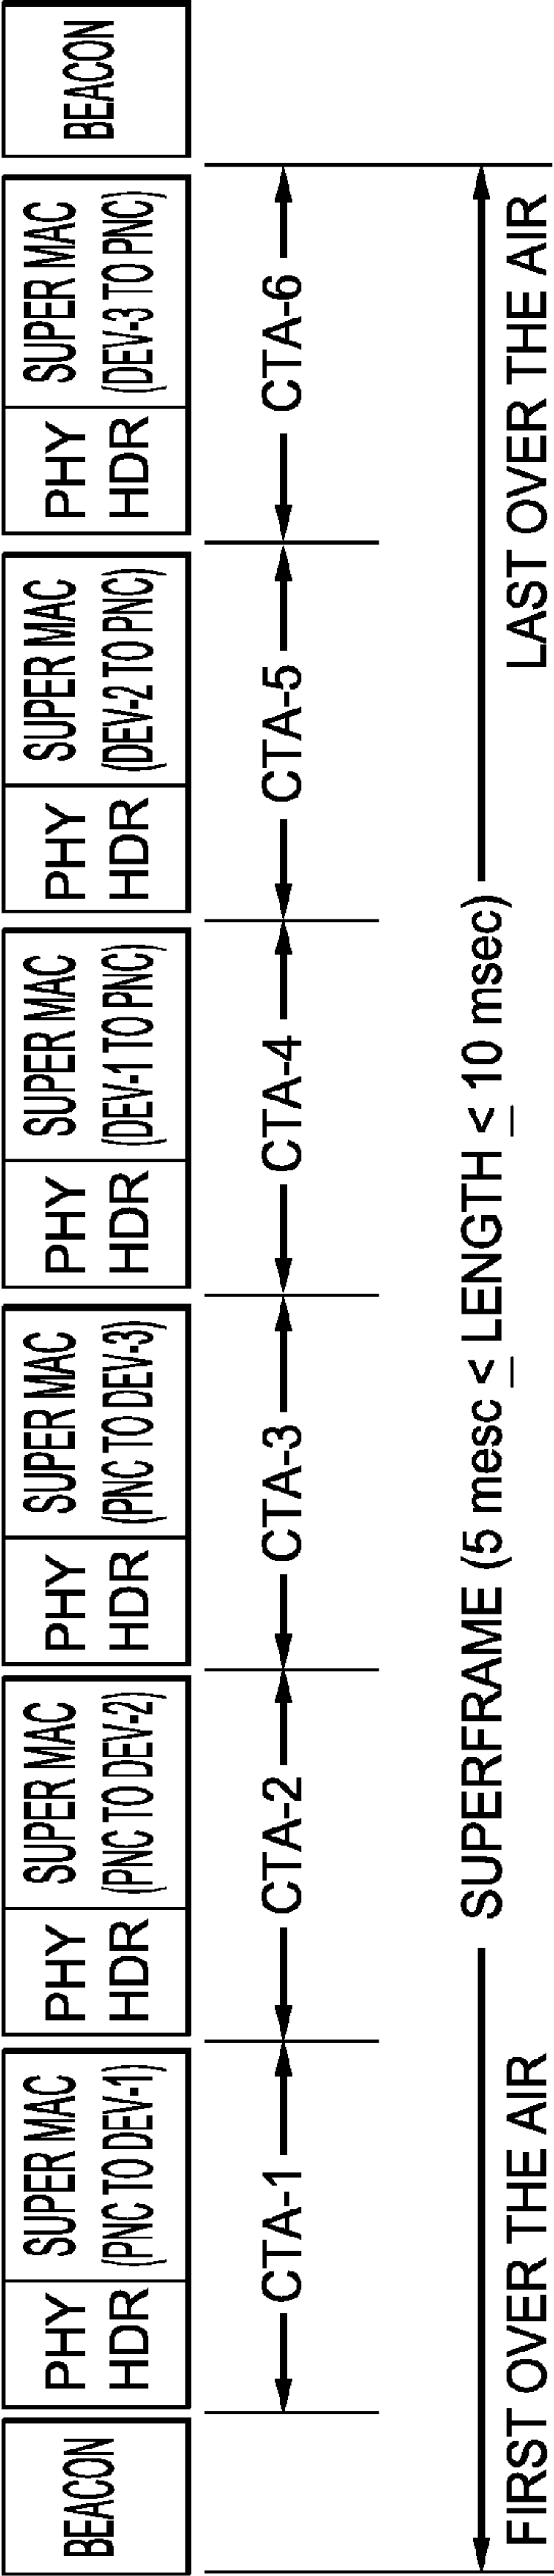 BEACON
PHY
HDR
SUPER MAC
(PNC TO DEV-1)
PHY
HDR
SUPER MAC
(PNC TO DEV-2)
PHY
HDR
SUPER MAC
(PNC TO DEV-3)
PHY
HDR
SUPER MAC
(DEV-1 TO PNC)
PHY
HDR
SUPER MAC
(DEV-2 TO PNC)
PHY
HDR
SUPER MAC
(DEV-3 TO PNC)
BEACON
CTA-1
CTA-2
CTA-3
CTA-4
CTA-5
CTA-6
SUPERFRAME (5 mesc ≤ LENGTH ≤ 10 msec)
FIRST OVER THE AIR
LAST OVER THE AIR